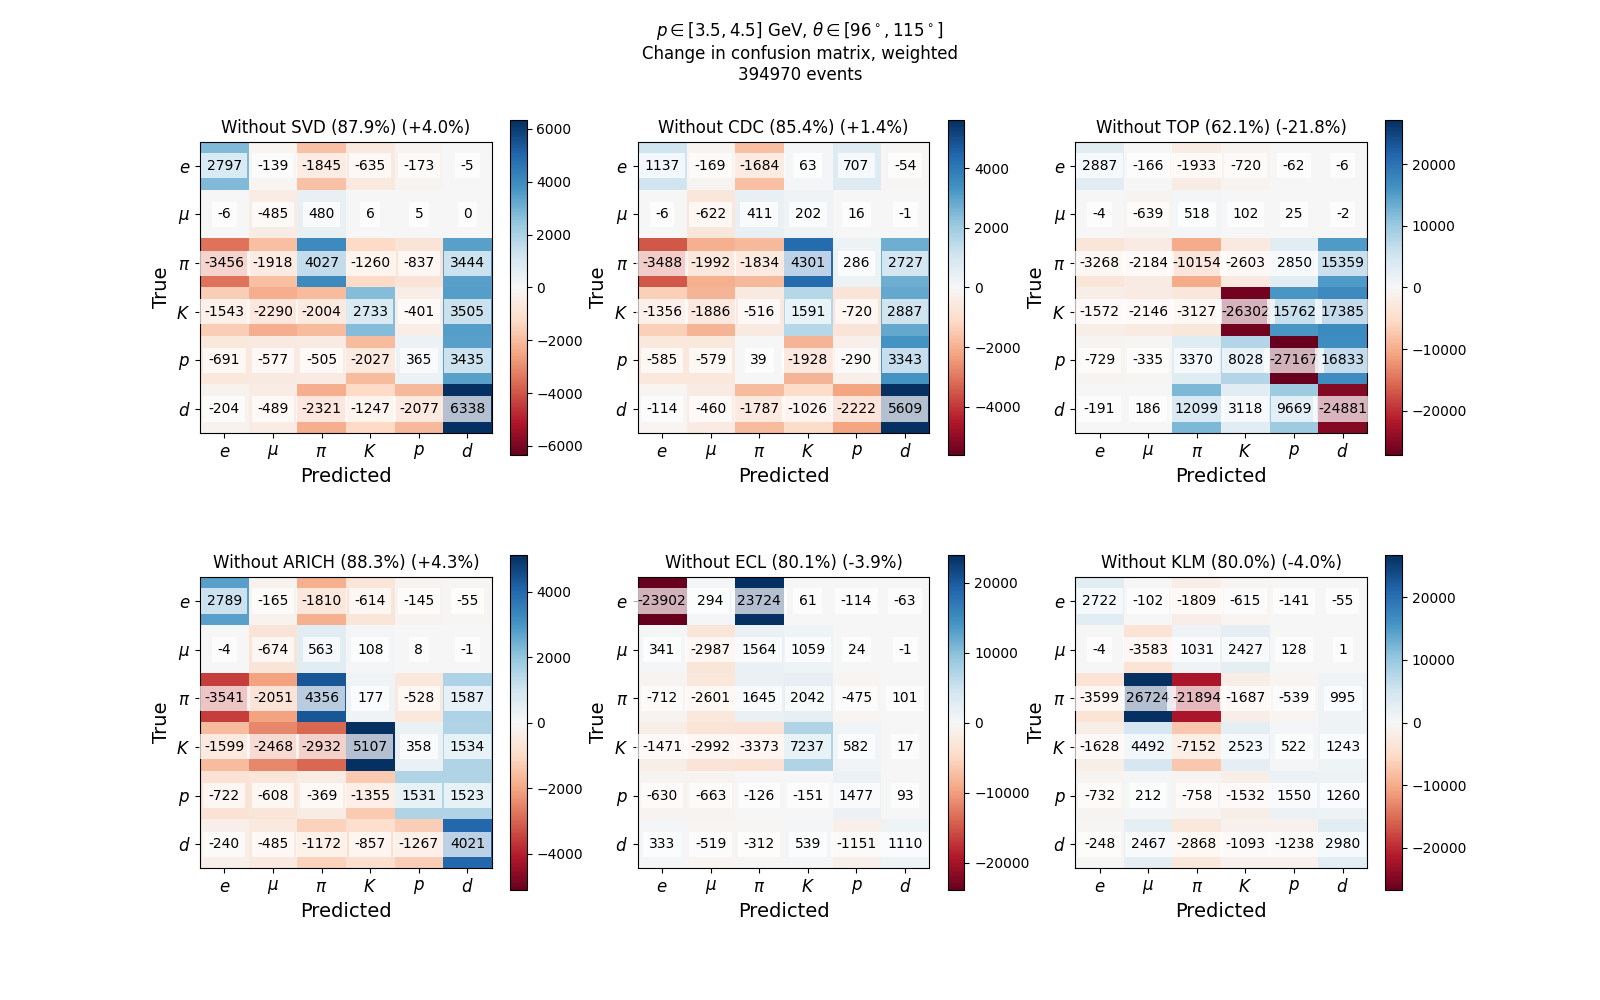 p ∈ [3.5, 4.5] GeV, θ ∈ [96°, 115°]
Change in confusion matrix, weighted
394970 events
Without SVD (87.9%) (+4.0%)
e 2797 -139 -1845 -635 -173 -5
μ -6 -485 480 6 5 0
π -3456 -1918 4027 -1260 -837 3444
K -1543 -2290 -2004 2733 -401 3505
p -691 -577 -505 -2027 365 3435
d -204 -489 -2321 -1247 -2077 6338
e μ π K p d
Predicted
True
6000
4000
2000
0
−2000
−4000
−6000
Without CDC (85.4%) (+1.4%)
e 1137 -169 -1684 63 707 -54
μ -6 -622 411 202 16 -1
π -3488 -1992 -1834 4301 286 2727
K -1356 -1886 -516 1591 -720 2887
p -585 -579 39 -1928 -290 3343
d -114 -460 -1787 -1026 -2222 5609
e μ π K p d
Predicted
True
4000
2000
0
−2000
−4000
Without TOP (62.1%) (-21.8%)
e 2887 -166 -1933 -720 -62 -6
μ -4 -639 518 102 25 -2
π -3268 -2184 -10154 -2603 2850 15359
K -1572 -2146 -3127 -26302 15762 17385
p -729 -335 3370 8028 -27167 16833
d -191 186 12099 3118 9669 -24881
e μ π K p d
Predicted
True
20000
10000
0
−10000
−20000
Without ARICH (88.3%) (+4.3%)
e 2789 -165 -1810 -614 -145 -55
μ -4 -674 563 108 8 -1
π -3541 -2051 4356 177 -528 1587
K -1599 -2468 -2932 5107 358 1534
p -722 -608 -369 -1355 1531 1523
d -240 -485 -1172 -857 -1267 4021
e μ π K p d
Predicted
True
4000
2000
0
−2000
−4000
Without ECL (80.1%) (-3.9%)
e -23902 294 23724 61 -114 -63
μ 341 -2987 1564 1059 24 -1
π -712 -2601 1645 2042 -475 101
K -1471 -2992 -3373 7237 582 17
p -630 -663 -126 -151 1477 93
d 333 -519 -312 539 -1151 1110
e μ π K p d
Predicted
True
20000
10000
0
−10000
−20000
Without KLM (80.0%) (-4.0%)
e 2722 -102 -1809 -615 -141 -55
μ -4 -3583 1031 2427 128 1
π -3599 26724 -21894 -1687 -539 995
K -1628 4492 -7152 2523 522 1243
p -732 212 -758 -1532 1550 1260
d -248 2467 -2868 -1093 -1238 2980
e μ π K p d
Predicted
True
20000
10000
0
−10000
−20000